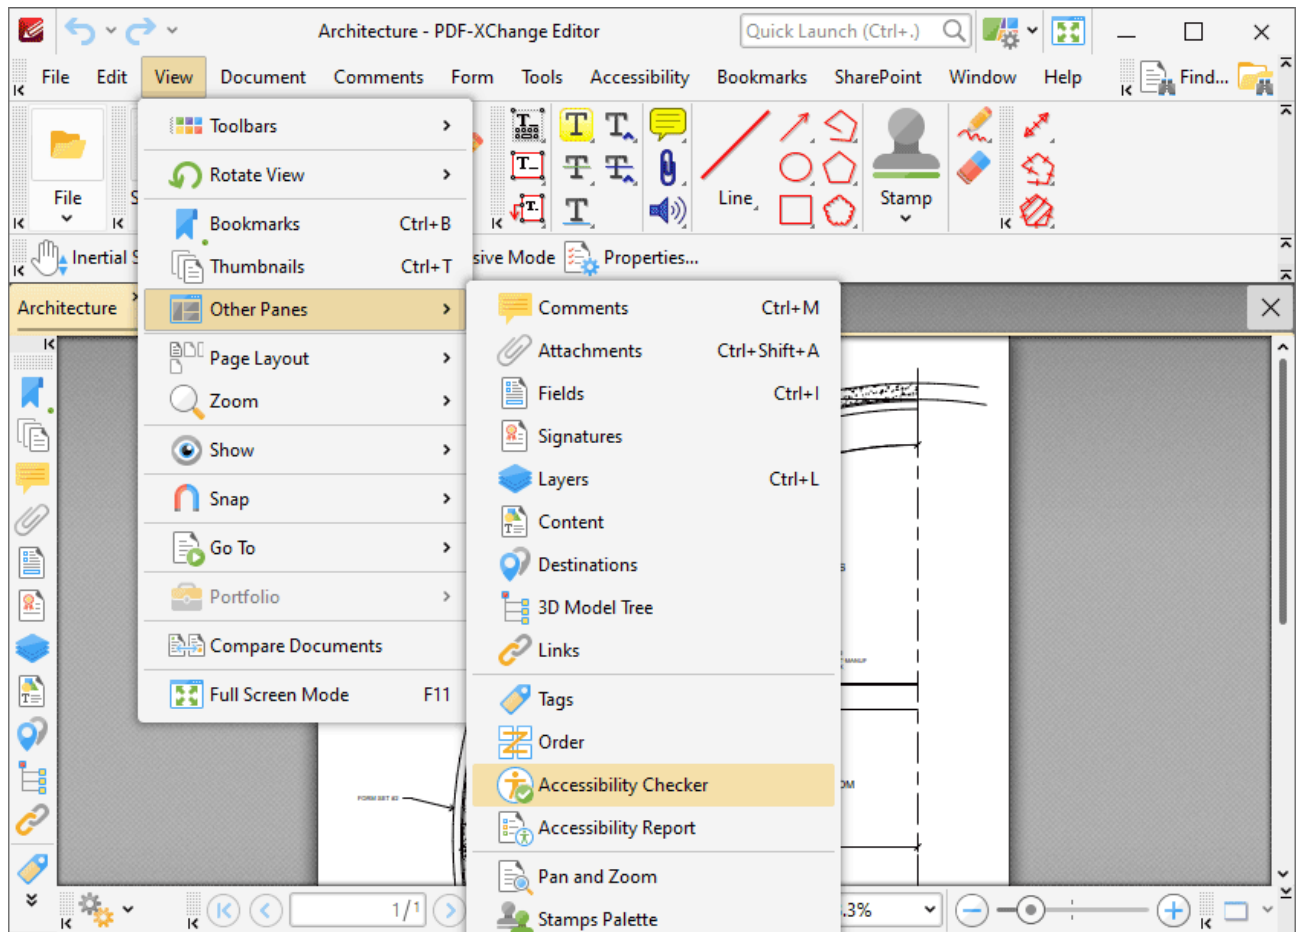 Architecture - PDF-XChange Editor
Quick Launch (Ctrl+.)
File Edit View Document Comments Form Tools Accessibility Bookmarks SharePoint Window Help Find...
File
Line
Stamp
Inertial
Properties...
Architecture
Toolbars
Rotate View
Bookmarks Ctrl+B
Thumbnails Ctrl+T
Other Panes
Page Layout
Zoom
Show
Snap
Go To
Portfolio
Compare Documents
Full Screen Mode F11
Comments Ctrl+M
Attachments Ctrl+Shift+A
Fields Ctrl+I
Signatures
Layers Ctrl+L
Content
Destinations
3D Model Tree
Links
Tags
Order
Accessibility Checker
Accessibility Report
Pan and Zoom
Stamps Palette
1/1